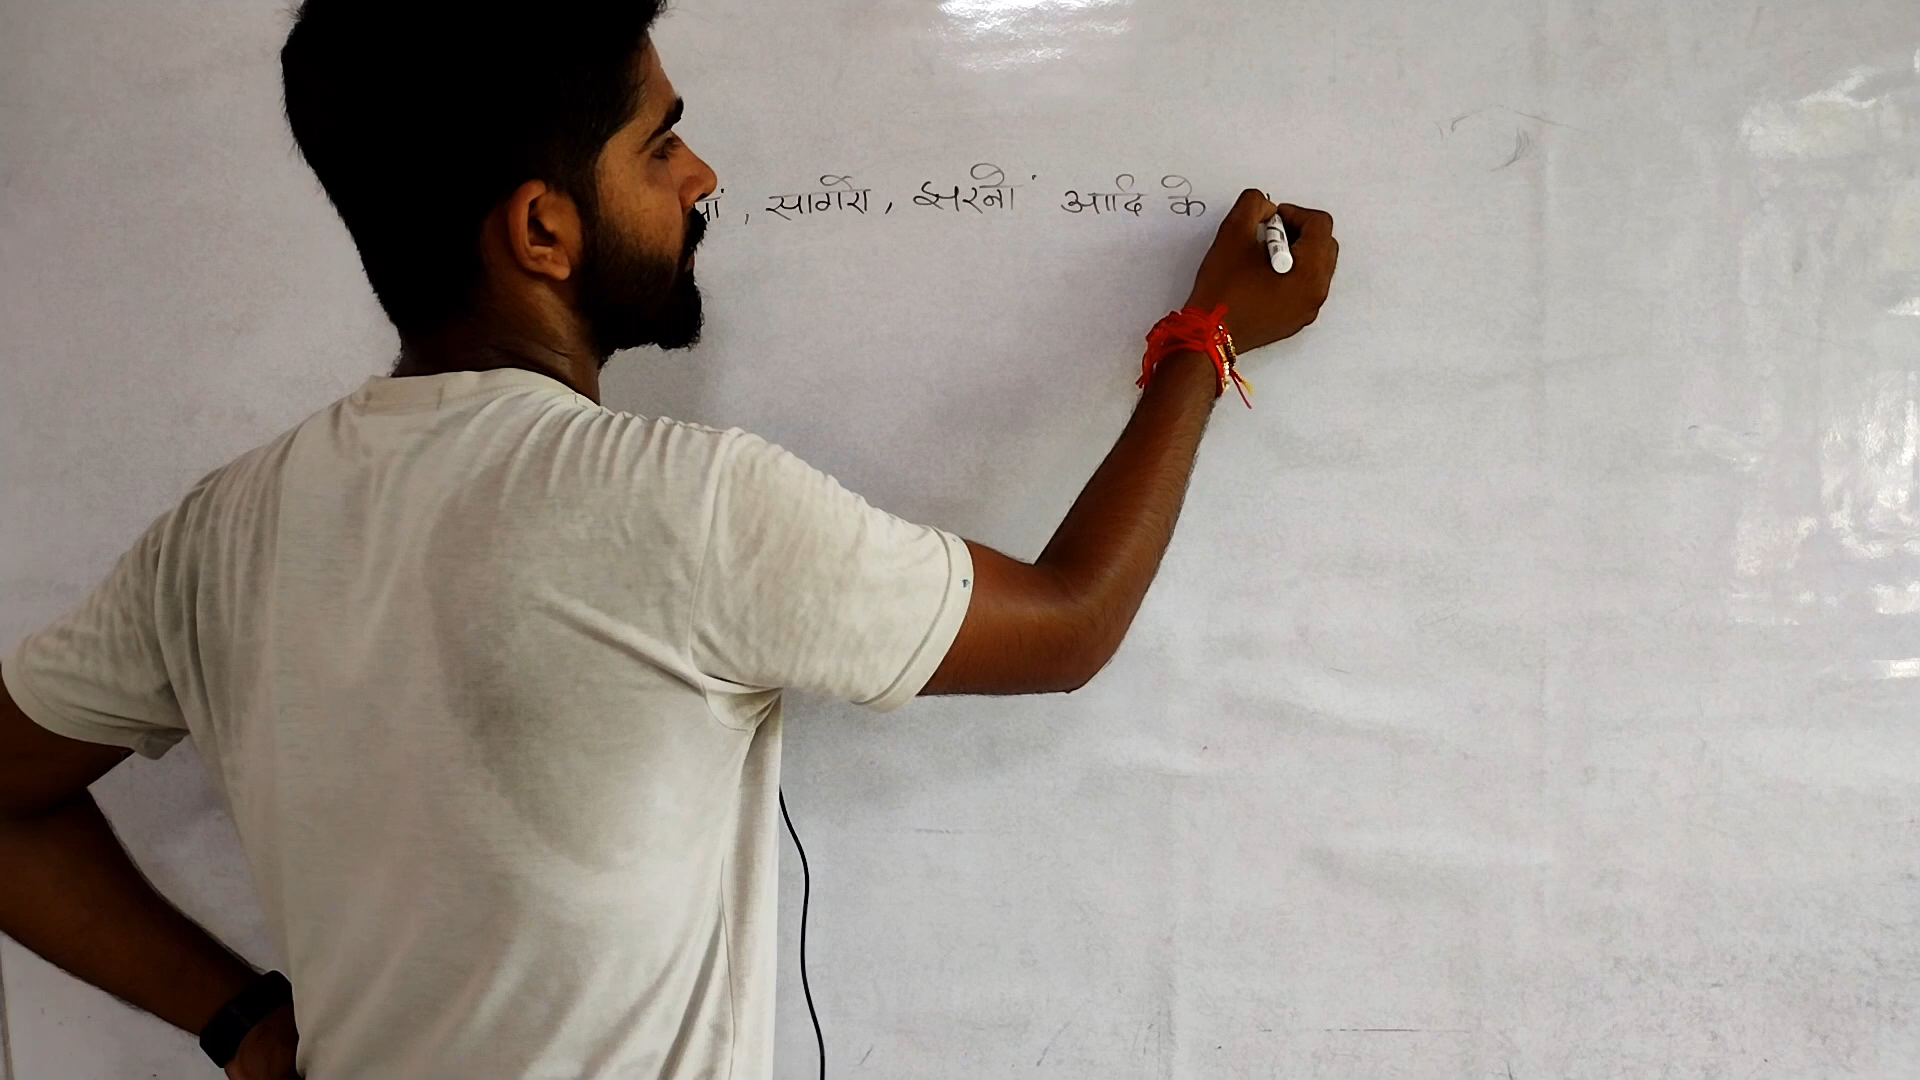 , सागरो, झरनों आदि के